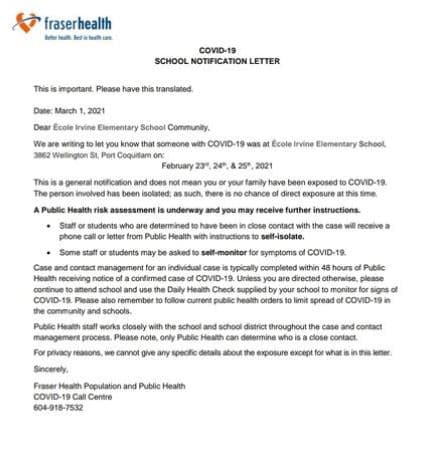 fraserhealth
Better health. Best in health care.
COVID-19
SCHOOL NOTIFICATION LETTER
This is important. Please have this translated.
Date: March 1, 2021
Dear École Irvine Elementary School Community,
We are writing to let you know that someone with COVID-19 was at École Irvine Elementary School,
3862 Wellington St, Port Coquitlam on:
February 23rd, 24th, & 25th, 2021
This is a general notification and does not mean you or your family have been exposed to COVID-19.
The person involved has been isolated; as such, there is no chance of direct exposure at this time.
A Public Health risk assessment is underway and you may receive further instructions.
• Staff or students who are determined to have been in close contact with the case will receive a
phone call or letter from Public Health with instructions to self-isolate.
• Some staff or students may be asked to self-monitor for symptoms of COVID-19.
Case and contact management for an individual case is typically completed within 48 hours of Public
Health receiving notice of a confirmed case of COVID-19. Unless you are directed otherwise, please
continue to attend school and use the Daily Health Check supplied by your school to monitor for signs of
COVID-19. Please also remember to follow current public health orders to limit spread of COVID-19 in
the community and schools.
Public Health staff works closely with the school and school district throughout the case and contact
management process. Please note, only Public Health can determine who is a close contact.
For privacy reasons, we cannot give any specific details about the exposure except for what is in this letter.
Sincerely,
Fraser Health Population and Public Health
COVID-19 Call Centre
604-918-7532